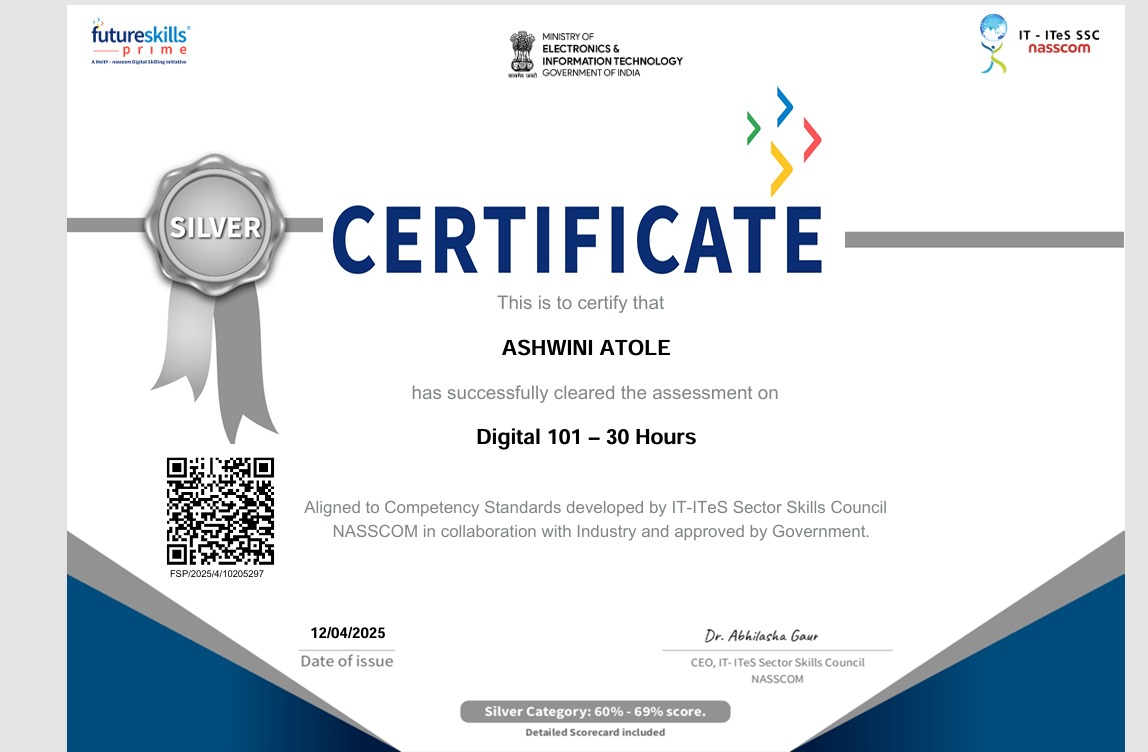 futureskills
prime
A MeitY - nasscom Digital Skilling Initiative
MINISTRY OF
ELECTRONICS &
INFORMATION TECHNOLOGY
GOVERNMENT OF INDIA
सत्यमेव जयते
IT - ITeS SSC
nasscom
SILVER
CERTIFICATE
This is to certify that
ASHWINI ATOLE
has successfully cleared the assessment on
Digital 101 – 30 Hours
Aligned to Competency Standards developed by IT-ITeS Sector Skills Council
NASSCOM in collaboration with Industry and approved by Government.
FSP/2025/4/10205297
12/04/2025
Date of issue
Dr. Abhilasha Gaur
CEO, IT- ITeS Sector Skills Council
NASSCOM
Silver Category: 60% - 69% score.
Detailed Scorecard included